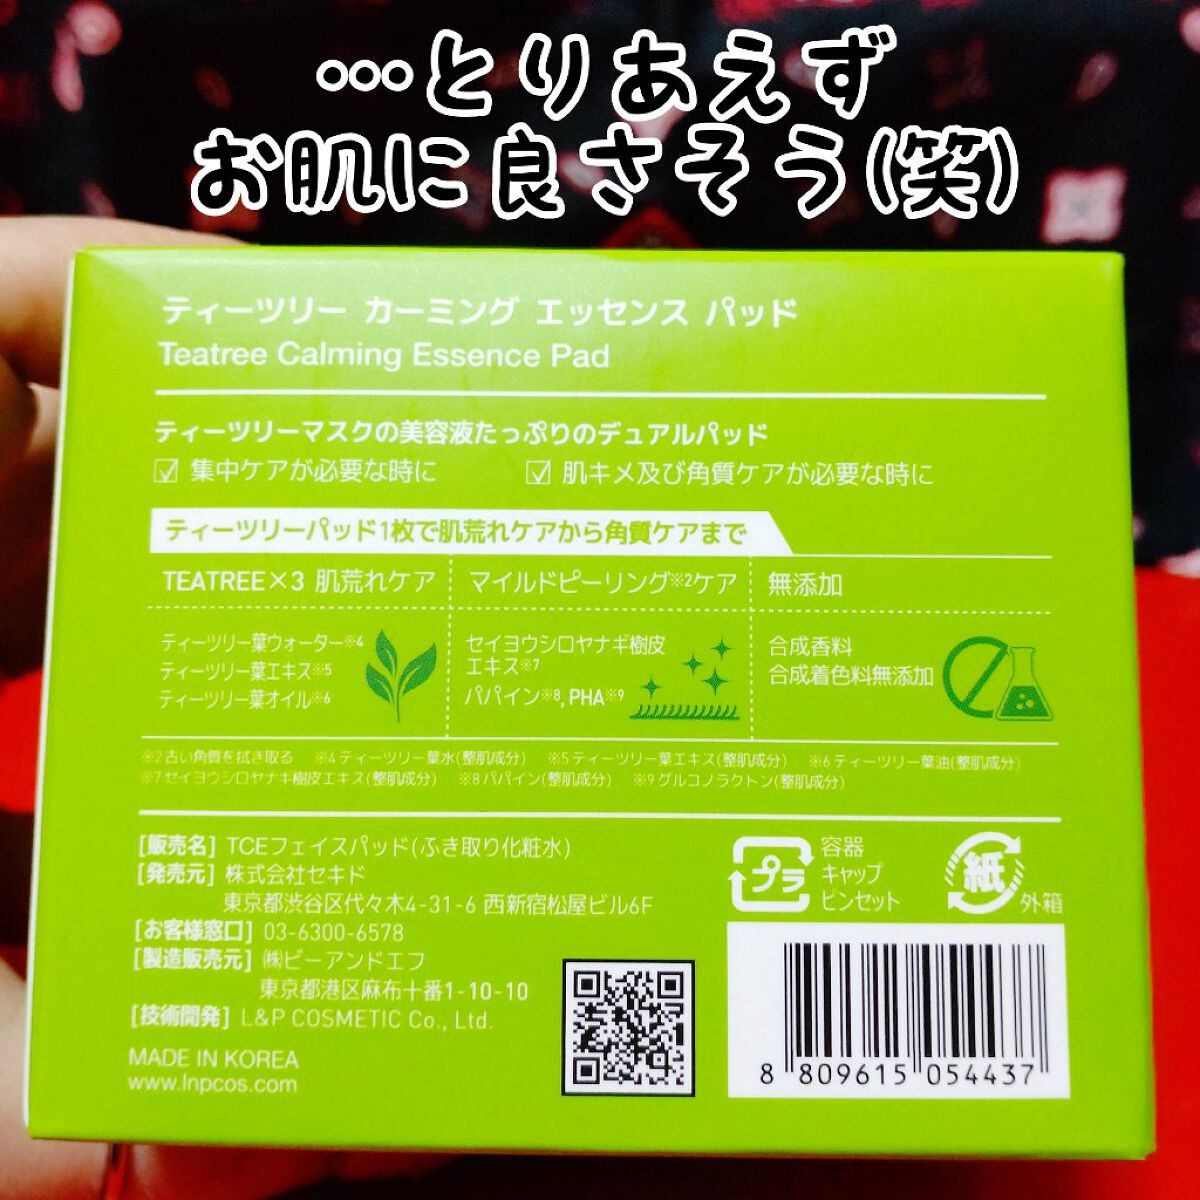 …とりあえず
お肌に良さそう(笑)
ティーツリー カーミング エッセンス パッド
Teatree Calming Essence Pad
ティーツリーマスクの美容液たっぷりのデュアルパッド
集中ケアが必要な時に
肌キメ及び角質ケアが必要な時に
ティーツリーパッド1枚で肌荒れケアから角質ケアまで
TEATREE×3 肌荒れケア
ティーツリー葉ウォーター※4
ティーツリー葉エキス※5
ティーツリー葉オイル※6
マイルドピーリング※2ケア
セイヨウシロヤナギ樹皮
エキス※7
パパイン※8, PHA※9
無添加
合成香料
合成着色料無添加
※2古い角質を拭き取る ※4ティーツリー葉水(整肌成分) ※5ティーツリー葉エキス(整肌成分) ※6ティーツリー葉油(整肌成分)
※7セイヨウシロヤナギ樹皮エキス(整肌成分) ※8パパイン(整肌成分) ※9グルコノラクトン(整肌成分)
[販売名] TCEフェイスパッド(ふき取り化粧水)
[発売元] 株式会社セキド
東京都渋谷区代々木4-31-6 西新宿松屋ビル6F
[お客様窓口] 03-6300-6578
[製造販売元] ㈱ビーアンドエフ
東京都港区麻布十番1-10-10
[技術開発] L&P COSMETIC Co., Ltd.
MADE IN KOREA
www.lnpcos.com
プラ
容器
キャップ
ピンセット
紙
外箱
8 809615 054437